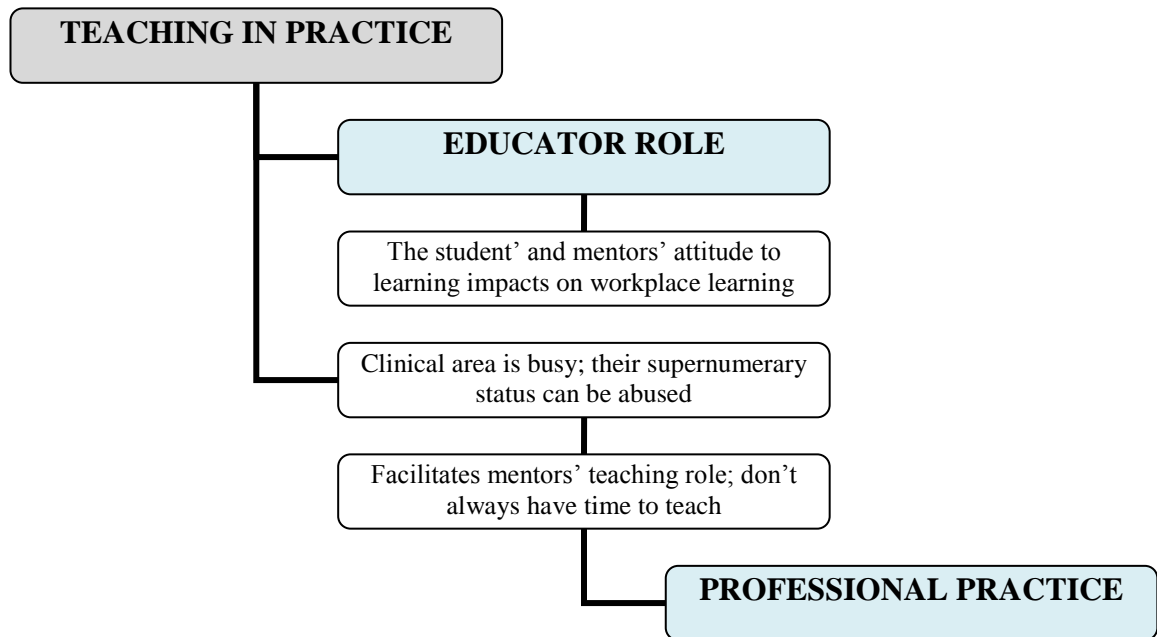 TEACHING IN PRACTICE
EDUCATOR ROLE
The student’ and mentors’ attitude to
learning impacts on workplace learning
Clinical area is busy; their supernumerary
status can be abused
Facilitates mentors’ teaching role; don’t
always have time to teach
PROFESSIONAL PRACTICE